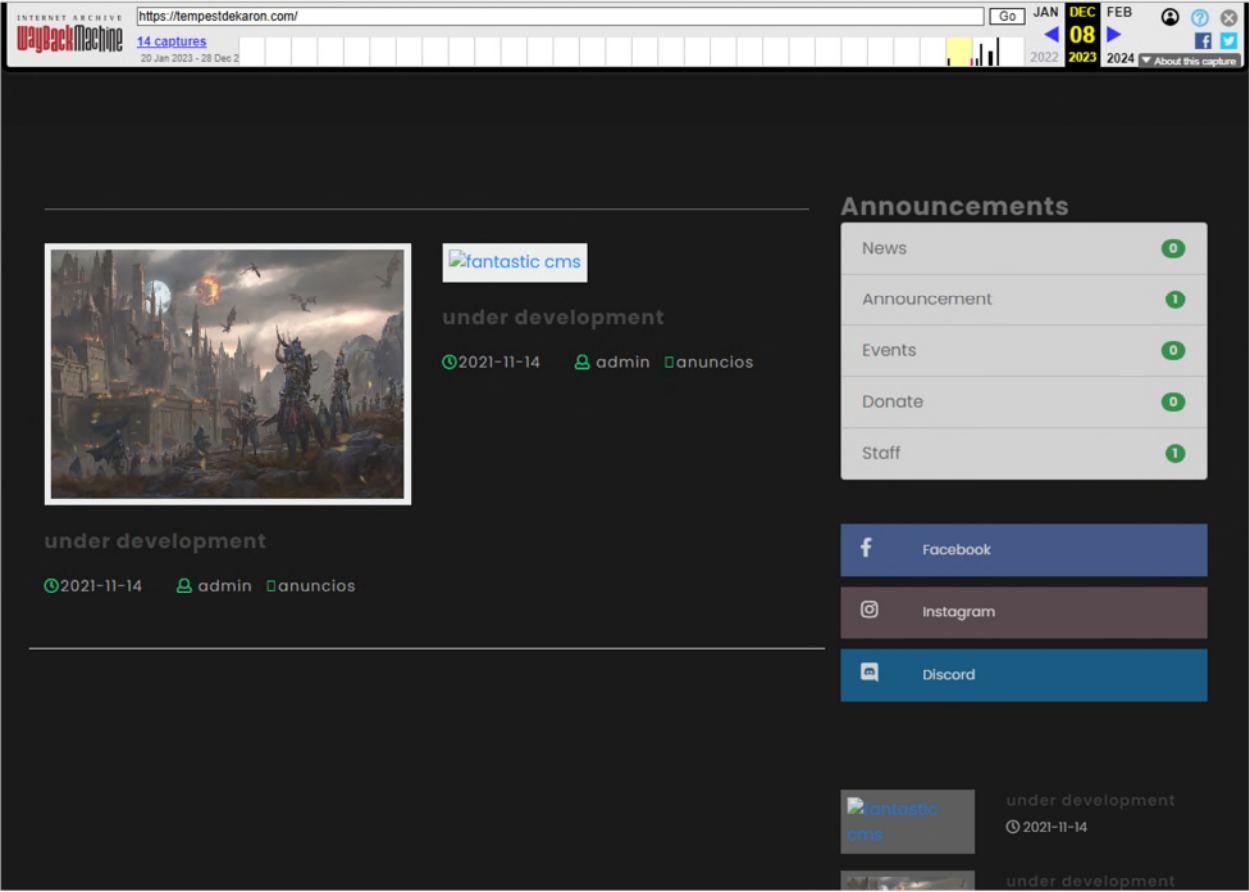 INTERNET ARCHIVE
WayBackMachine
https://tempestdekaron.com/
Go
14 captures
20 Jan 2023 - 28 Dec 2
JAN DEC FEB
08
2022 2023 2024
About this capture
Announcements
News 0
Announcement 1
Events 0
Donate 0
Staff 1
fantastic cms
under development
2021-11-14 admin anuncios
under development
2021-11-14 admin anuncios
Facebook
Instagram
Discord
fantastic
cms
under development
2021-11-14
under development